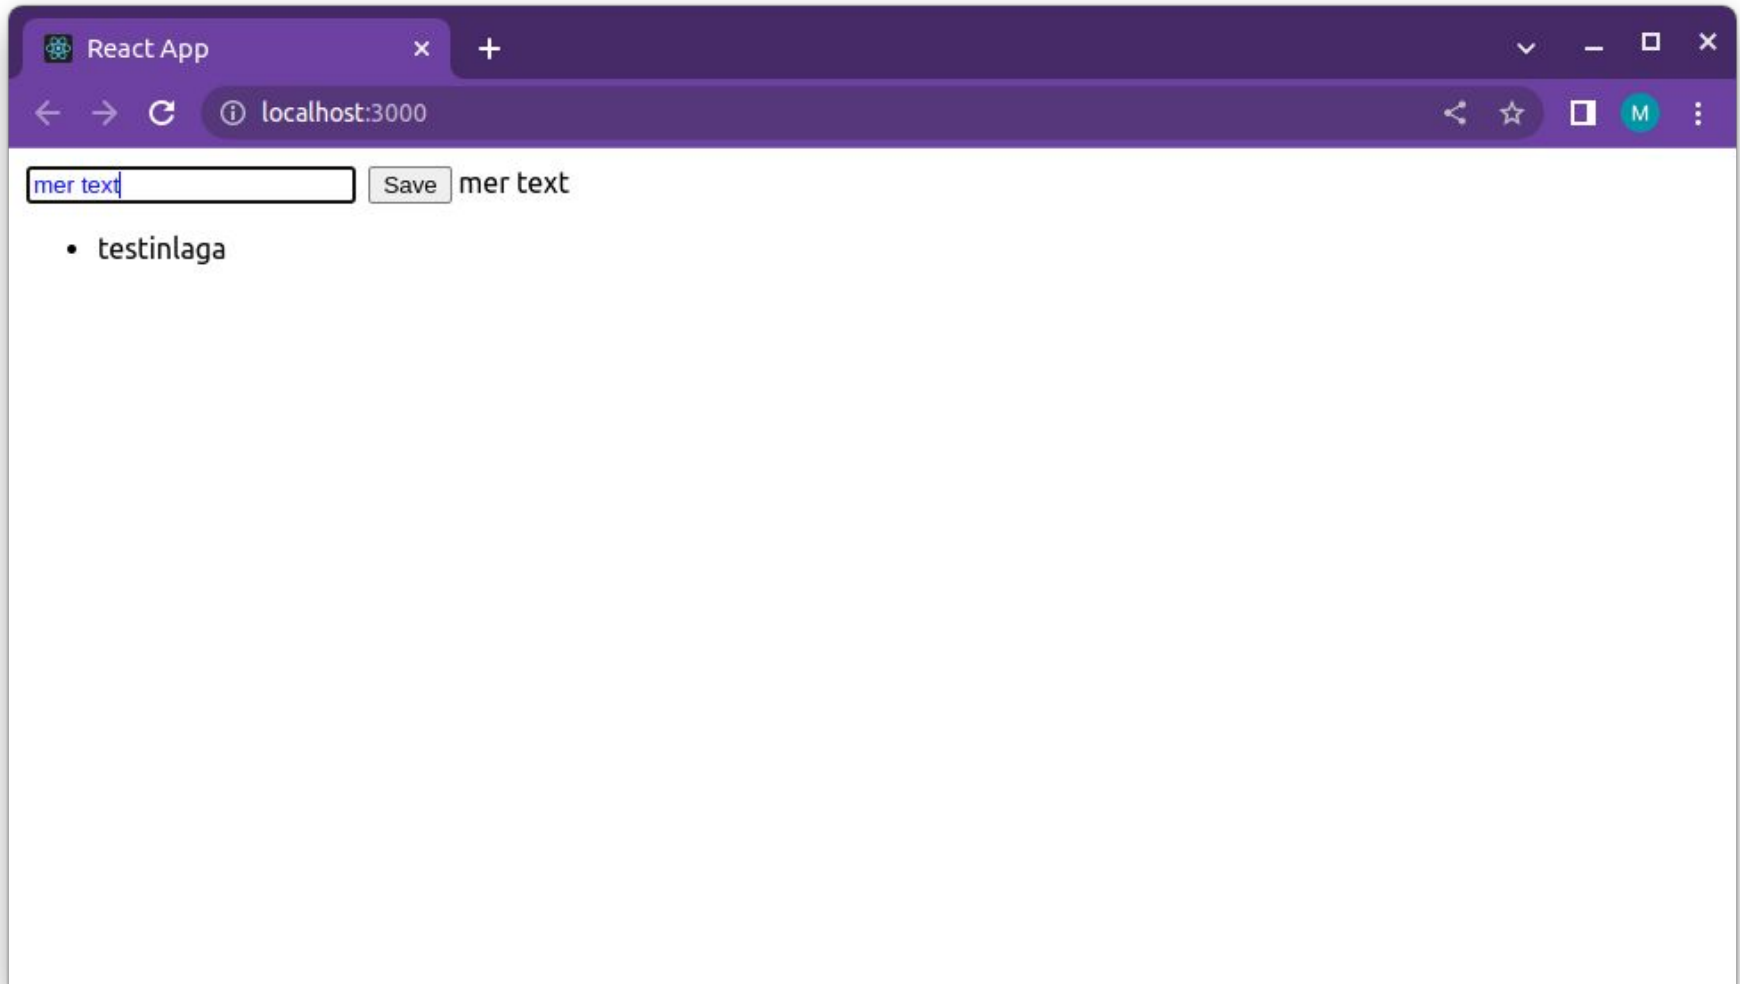 React App
localhost:3000
M
mer text Save mer text
• testinlaga